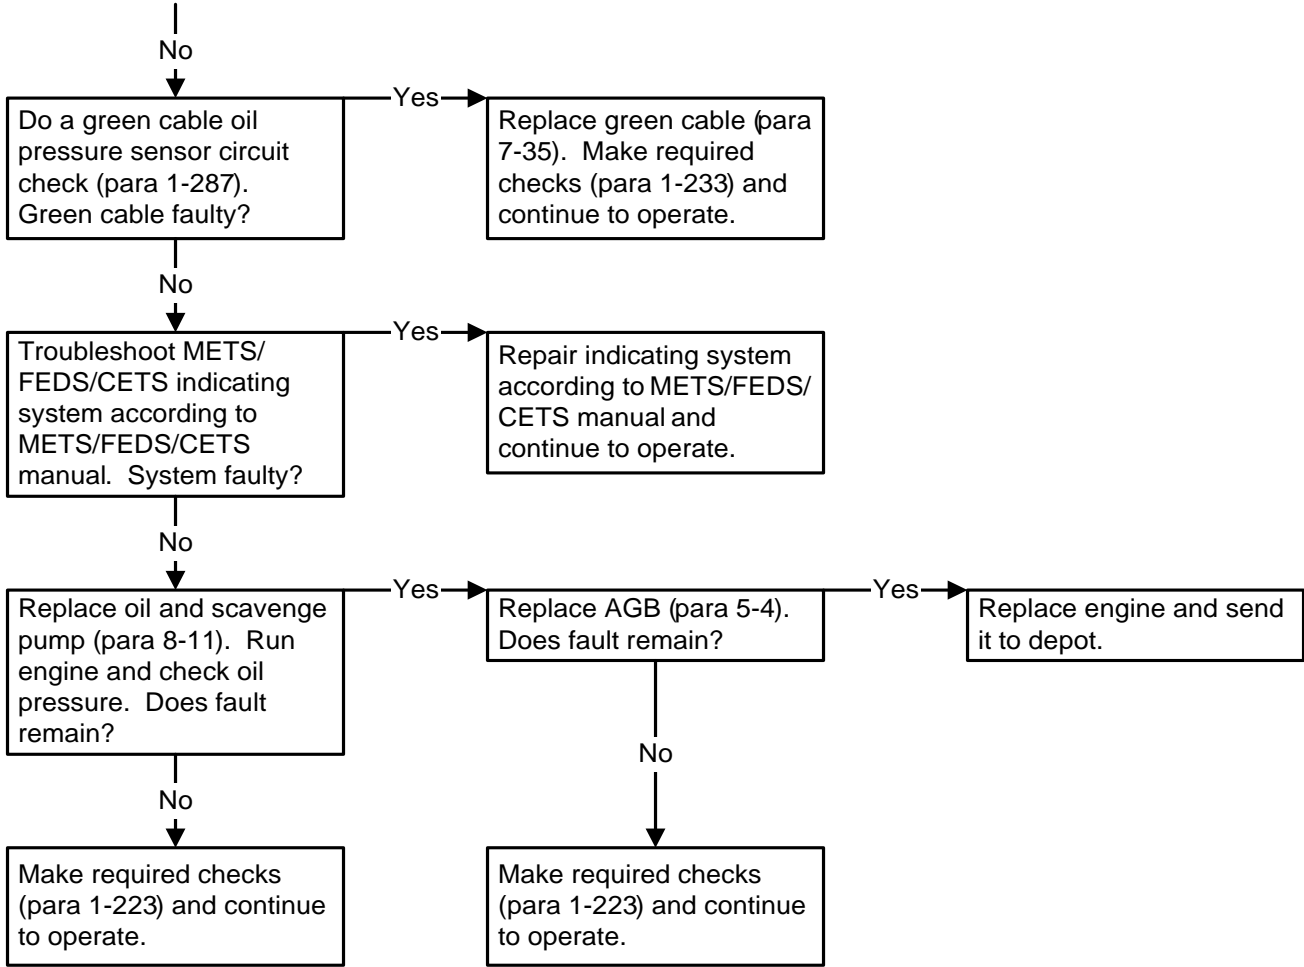 No
Do a green cable oil
pressure sensor circuit
check (para 1-287).
Green cable faulty?
Yes
Replace green cable (para
7-35).  Make required
checks (para 1-233) and
continue to operate.
No
Troubleshoot METS/
FEDS/CETS indicating
system according to
METS/FEDS/CETS
manual.  System faulty?
Yes
Repair indicating system
according to METS/FEDS/
CETS manual and
continue to operate.
No
Replace oil and scavenge
pump (para 8-11).  Run
engine and check oil
pressure.  Does fault
remain?
Yes
Replace AGB (para 5-4).
Does fault remain?
Yes
Replace engine and send
it to depot.
No
No
Make required checks
(para 1-223) and continue
to operate.
Make required checks
(para 1-223) and continue
to operate.